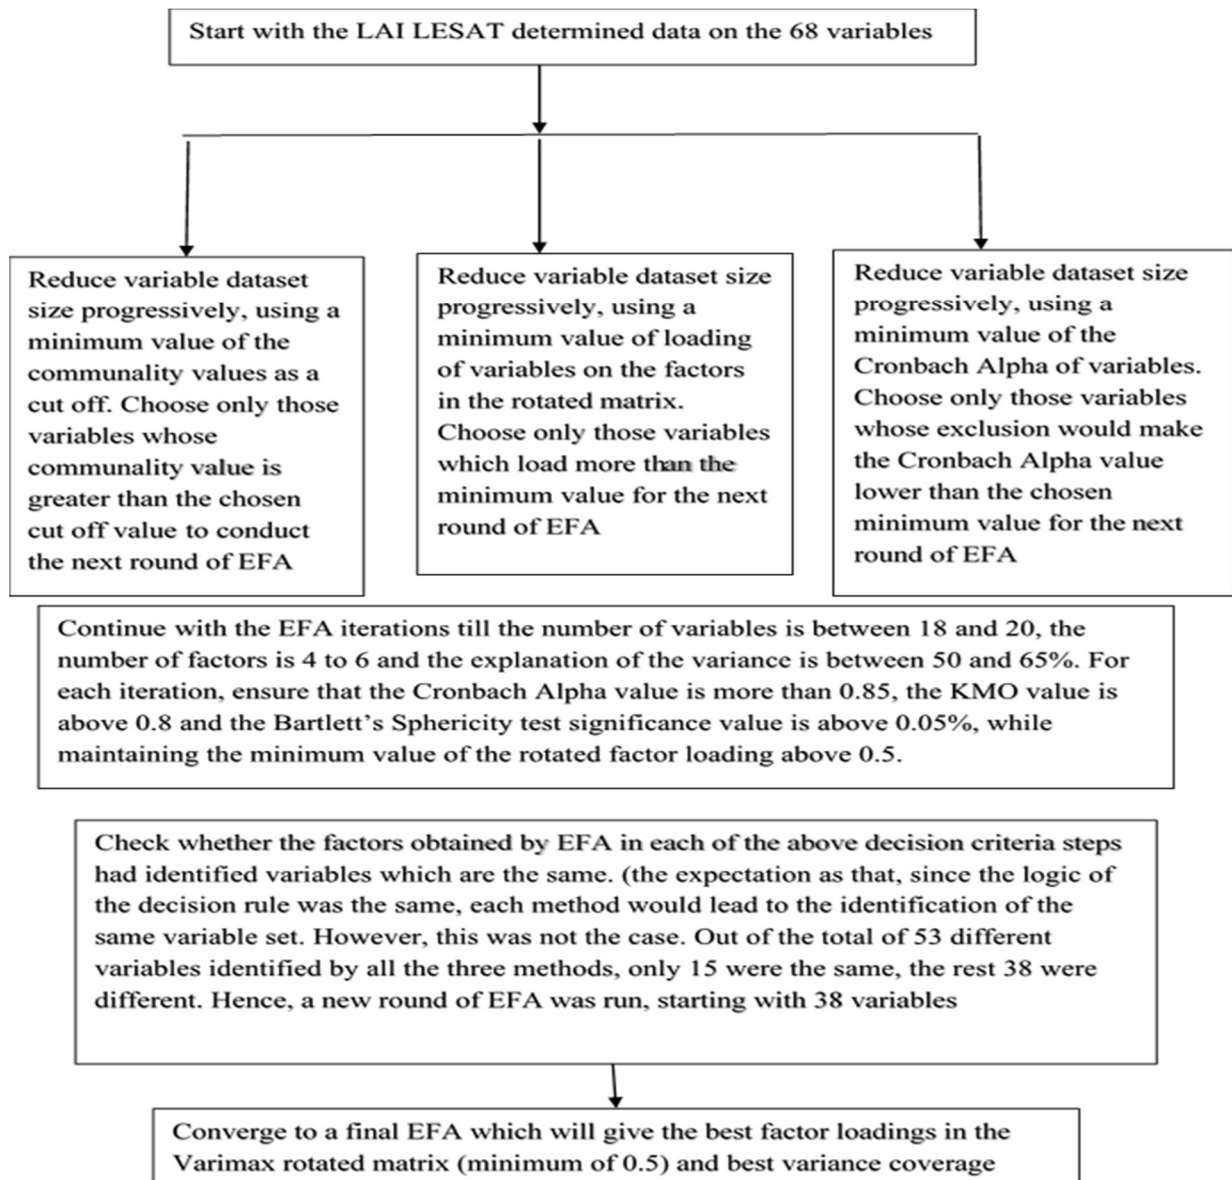 Start with the LAI LESAT determined data on the 68 variables
Reduce variable dataset
size progressively, using a
minimum value of the
communality values as a
cut off. Choose only those
variables whose
communality value is
greater than the chosen
cut off value to conduct
the next round of EFA
Reduce variable dataset size
progressively, using a
minimum value of loading
of variables on the factors
in the rotated matrix.
Choose only those variables
which load more than the
minimum value for the next
round of EFA
Reduce variable dataset size
progressively, using a
minimum value of the
Cronbach Alpha of variables.
Choose only those variables
whose exclusion would make
the Cronbach Alpha value
lower than the chosen
minimum value for the next
round of EFA
Continue with the EFA iterations till the number of variables is between 18 and 20, the
number of factors is 4 to 6 and the explanation of the variance is between 50 and 65%. For
each iteration, ensure that the Cronbach Alpha value is more than 0.85, the KMO value is
above 0.8 and the Bartlett’s Sphericity test significance value is above 0.05%, while
maintaining the minimum value of the rotated factor loading above 0.5.
Check whether the factors obtained by EFA in each of the above decision criteria steps
had identified variables which are the same. (the expectation as that, since the logic of
the decision rule was the same, each method would lead to the identification of the
same variable set. However, this was not the case. Out of the total of 53 different
variables identified by all the three methods, only 15 were the same, the rest 38 were
different. Hence, a new round of EFA was run, starting with 38 variables
Converge to a final EFA which will give the best factor loadings in the
Varimax rotated matrix (minimum of 0.5) and best variance coverage